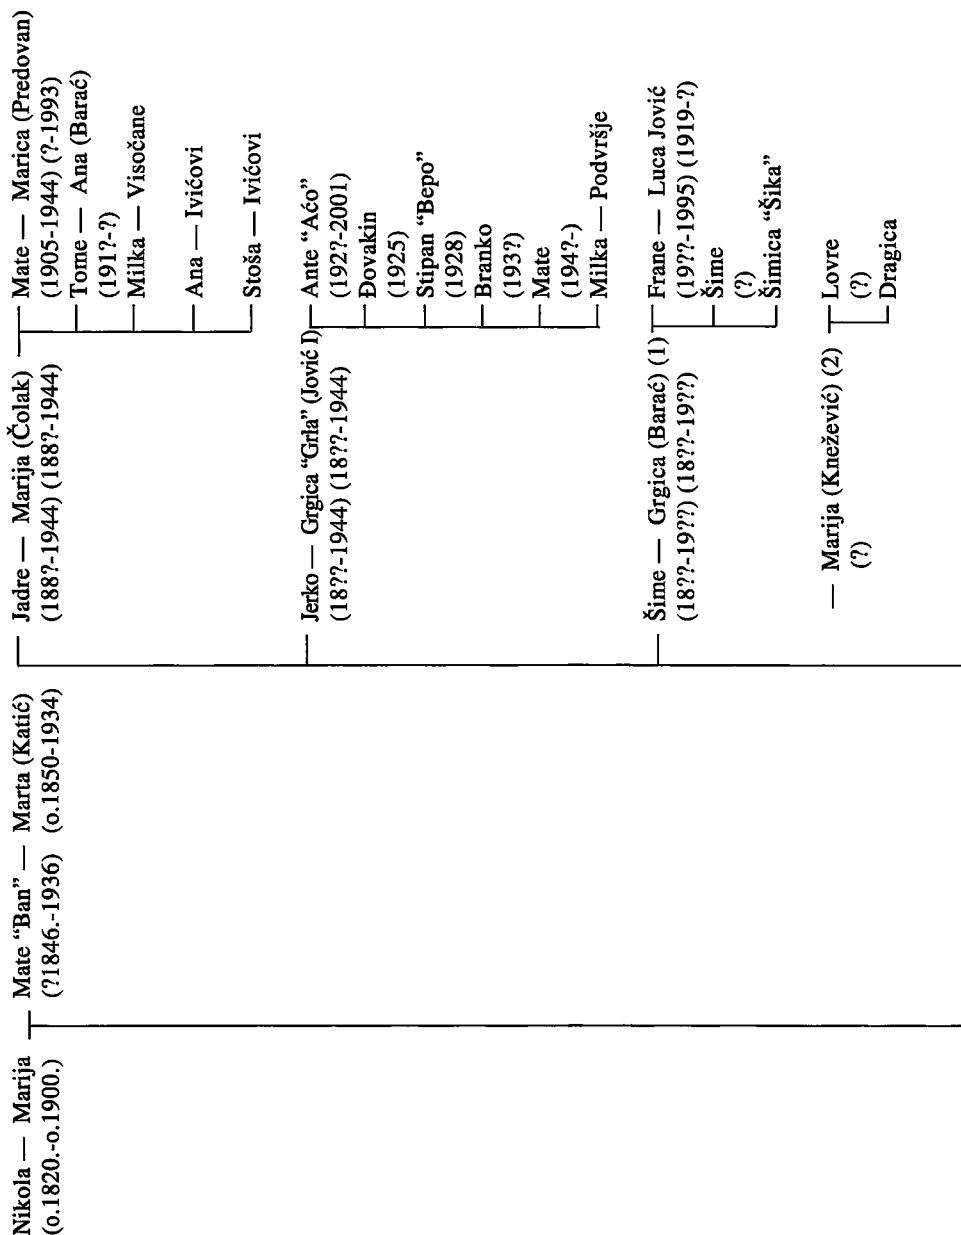 Nikola — Marija
(o.1820.-o.1900.)
Mate “Ban” — Marta (Katić)
(?1846.-1936) (o.1850-1934)
Jadre — Marija (Čolak)
(188?-1944) (188?-1944)
Mate — Marica (Predovan)
(1905-1944) (?-1993)
Tome — Ana (Barać)
(191?-?)
Milka — Visočane
Ana — Ivićovi
Stoša — Ivićovi
Jerko — Grgica “Grla” (Jović I)
(18??-1944) (18??-1944)
Ante “Aćo”
(192?-2001)
Đovakin
(1925)
Stipan “Bepo”
(1928)
Branko
(193?)
Mate
(194?-)
Milka — Podvršje
Šime — Grgica (Barać) (1)
(18??-19??) (18??-19??)
Frane — Luca Jović
(19??-1995) (1919-?)
Šime
(?)
Šimica “Šika”
— Marija (Knežević) (2)
(?)
Lovre
(?)
Dragica